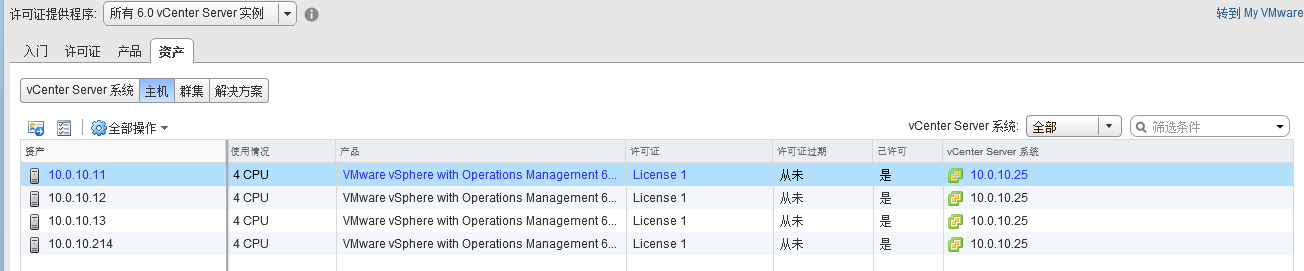 许可证提供程序: 所有 6.0 vCenter Server 实例 转到 My VMware
入门 许可证 产品 资产
vCenter Server 系统 主机 群集 解决方案
全部操作 vCenter Server 系统: 全部 筛选条件
资产 使用情况 产品 许可证 许可证过期 已许可 vCenter Server 系统
10.0.10.11 4 CPU VMware vSphere with Operations Management 6... License 1 从未 是 10.0.10.25
10.0.10.12 4 CPU VMware vSphere with Operations Management 6... License 1 从未 是 10.0.10.25
10.0.10.13 4 CPU VMware vSphere with Operations Management 6... License 1 从未 是 10.0.10.25
10.0.10.214 4 CPU VMware vSphere with Operations Management 6... License 1 从未 是 10.0.10.25